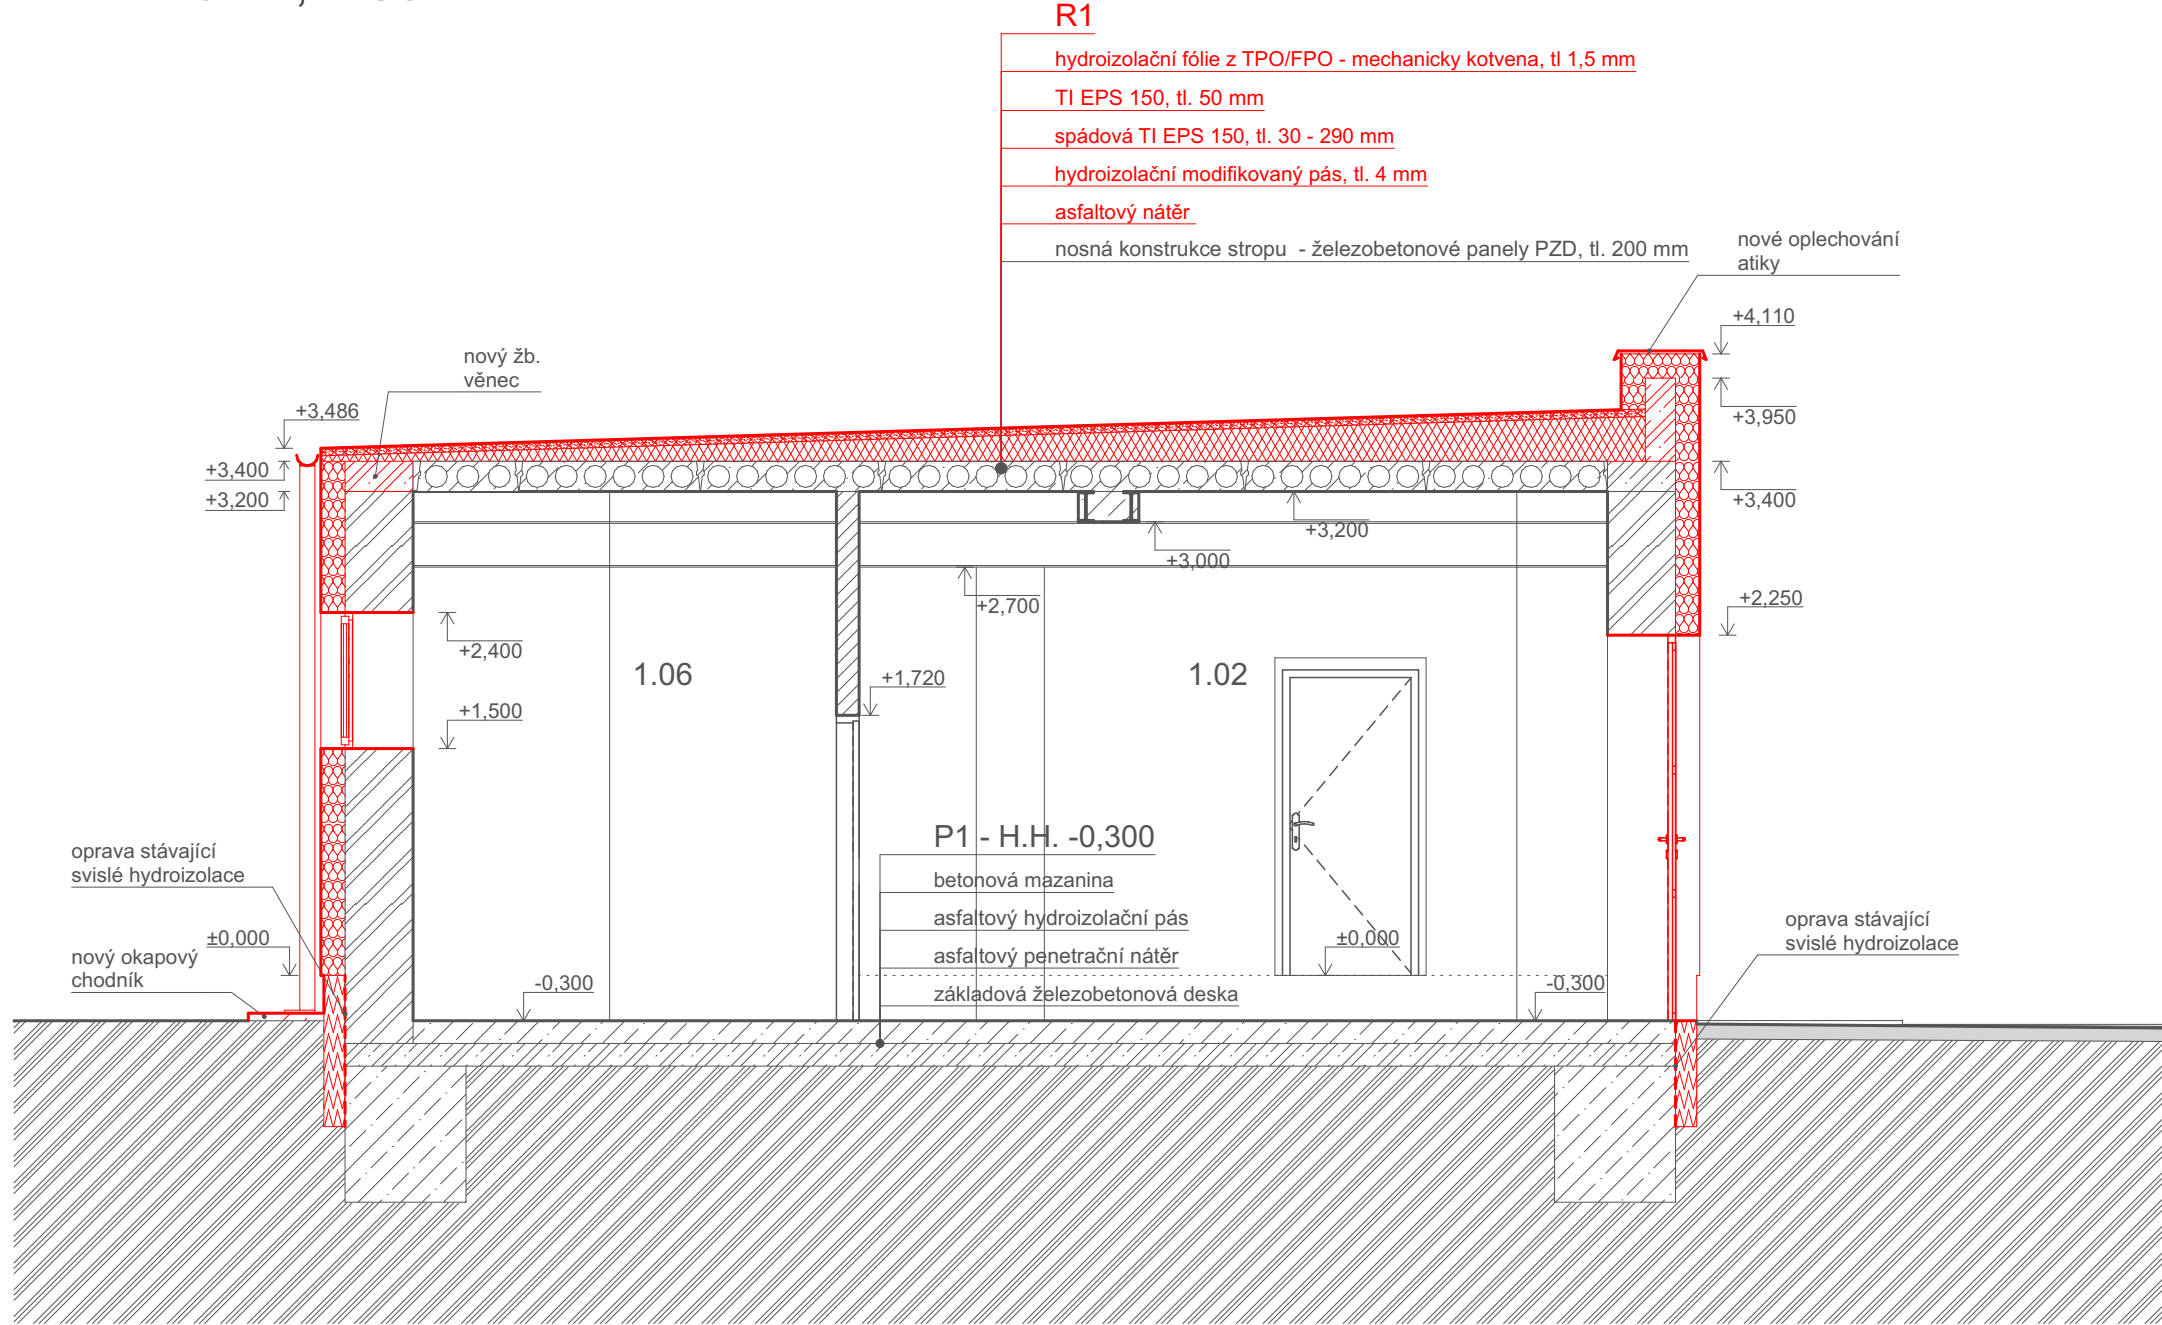 R1
hydroizolační fólie z TPO/FPO - mechanicky kotvena, tl 1,5 mm
TI EPS 150, tl. 50 mm
spádová TI EPS 150, tl. 30 - 290 mm
hydroizolační modifikovaný pás, tl. 4 mm
asfaltový nátěr
nosná konstrukce stropu - železobetonové panely PZD, tl. 200 mm
nové oplechování
atiky
+4,110
nový žb.
věnec
+3,486
+3,950
+3,400
+3,200
+3,400
+3,200
+3,000
+2,700
+2,250
+2,400
1.06
+1,720
1.02
+1,500
P1 - H.H. -0,300
oprava stávající
svislé hydroizolace
betonová mazanina
asfaltový hydroizolační pás
asfaltový penetrační nátěr
základová železobetonová deska
±0,000
nový okapový
chodník
±0,000
oprava stávající
svislé hydroizolace
-0,300
-0,300